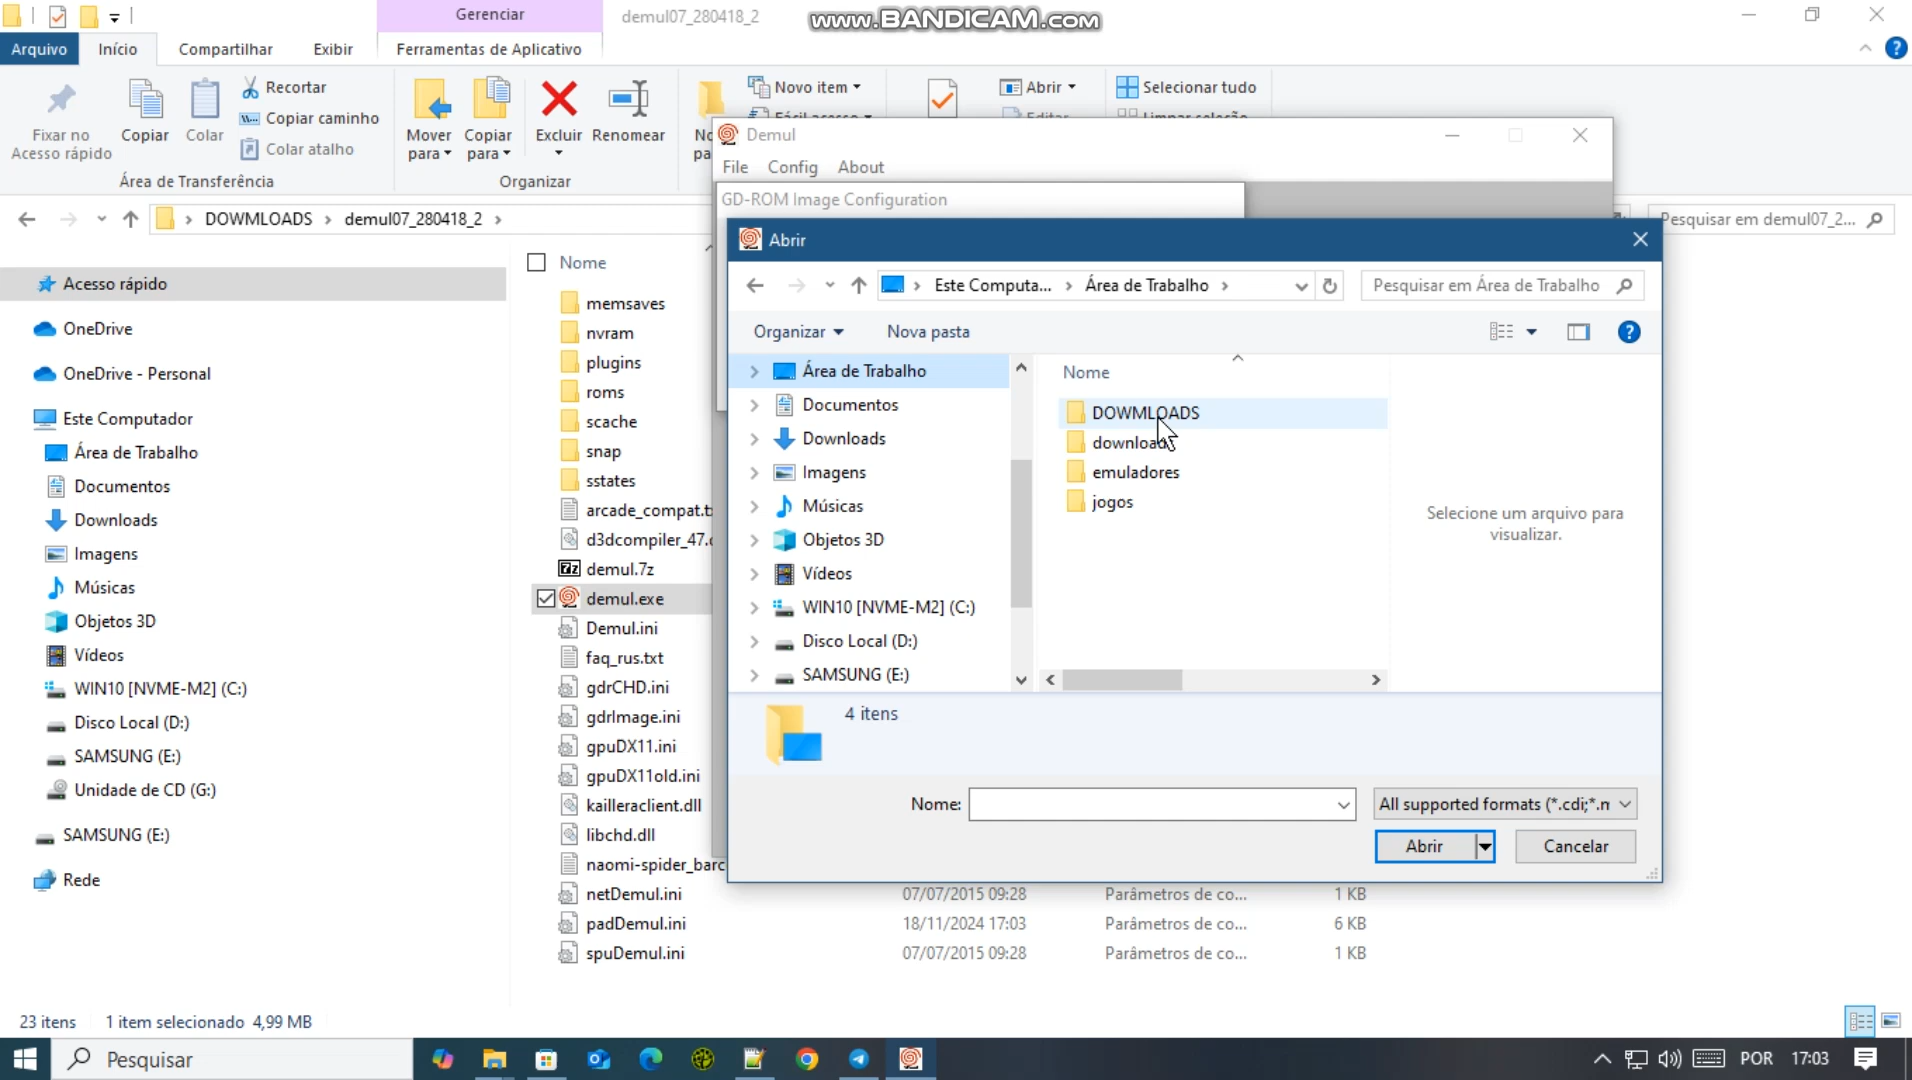 Gerenciar
demul07_280418_2
www.BANDICAM.com
Arquivo
Início
Compartilhar
Exibir
Ferramentas de Aplicativo
Fixar no
Acesso rápido
Copiar
Colar
Recortar
Copiar caminho
Colar atalho
Área de Transferência
Mover
para
Copiar
para
Excluir
Renomear
Organizar
Novo item
Abrir
Selecionar tudo
DOWMLOADS
demul07_280418_2
Pesquisar em demul07_2...
Acesso rápido
OneDrive
OneDrive - Personal
Este Computador
Área de Trabalho
Documentos
Downloads
Imagens
Músicas
Objetos 3D
Vídeos
WIN10 [NVME-M2] (C:)
Disco Local (D:)
SAMSUNG (E:)
Unidade de CD (G:)
SAMSUNG (E:)
Rede
Nome
memsaves
nvram
plugins
roms
scache
snap
sstates
arcade_compat.t
d3dcompiler_47.
demul.7z
demul.exe
Demul.ini
faq_rus.txt
gdrCHD.ini
gdrImage.ini
gpuDX11.ini
gpuDX11old.ini
kailleraclient.dll
libchd.dll
naomi-spider_barc
netDemul.ini 07/07/2015 09:28 Parâmetros de co... 1 KB
padDemul.ini 18/11/2024 17:03 Parâmetros de co... 6 KB
spuDemul.ini 07/07/2015 09:28 Parâmetros de co... 1 KB
Demul
File Config About
GD-ROM Image Configuration
Abrir
Este Computa... Área de Trabalho
Pesquisar em Área de Trabalho
Organizar
Nova pasta
Área de Trabalho
Documentos
Downloads
Imagens
Músicas
Objetos 3D
Vídeos
WIN10 [NVME-M2] (C:)
Disco Local (D:)
SAMSUNG (E:)
Nome
DOWMLOADS
emuladores
jogos
Selecione um arquivo para
visualizar.
4 itens
Nome:
All supported formats (*.cdi;*.n
Abrir
Cancelar
23 itens 1 item selecionado 4,99 MB
Pesquisar
POR 17:03